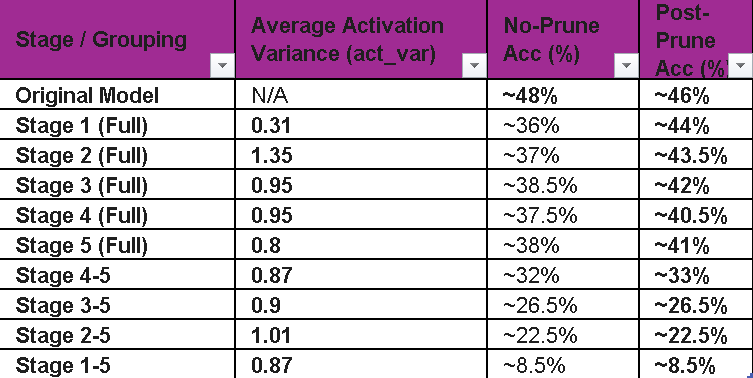 Stage / Grouping Average Activation Variance (act_var) No-Prune Acc (%) Post-Prune Acc (%)
Original Model N/A ~48% ~46%
Stage 1 (Full) 0.31 ~36% ~44%
Stage 2 (Full) 1.35 ~37% ~43.5%
Stage 3 (Full) 0.95 ~38.5% ~42%
Stage 4 (Full) 0.95 ~37.5% ~40.5%
Stage 5 (Full) 0.8 ~38% ~41%
Stage 4-5 0.87 ~32% ~33%
Stage 3-5 0.9 ~26.5% ~26.5%
Stage 2-5 1.01 ~22.5% ~22.5%
Stage 1-5 0.87 ~8.5% ~8.5%